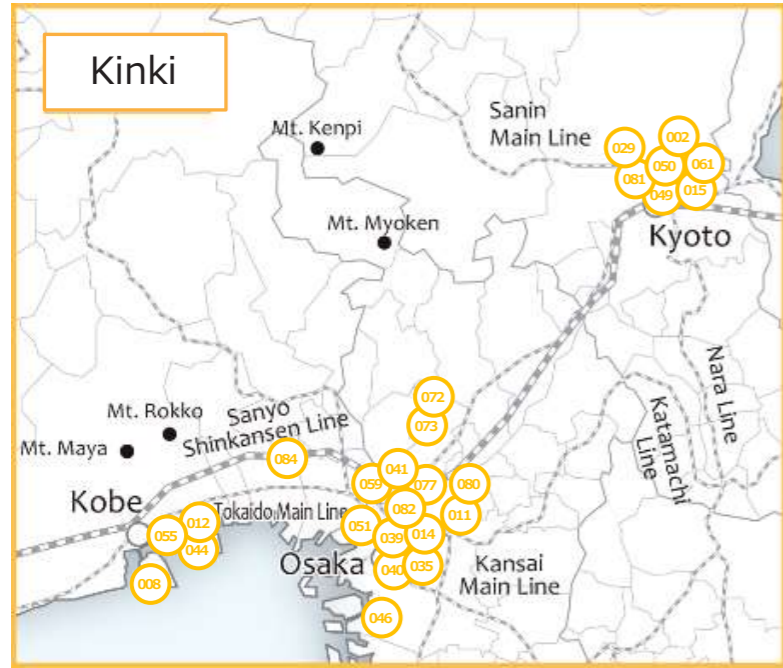 Kinki
Mt. Kenpi
Sanin
Main Line
002
029
050
061
081
049
015
Kyoto
Mt. Myoken
Nara Line
Katamachi
Line
072
073
Mt. Rokko
Mt. Maya
Sanyo
Shinkansen Line
084
041
059
077
080
Kobe
012
Tokaido Main Line
082
011
055
051
014
044
039
Osaka
Kansai
Main Line
040
035
008
046